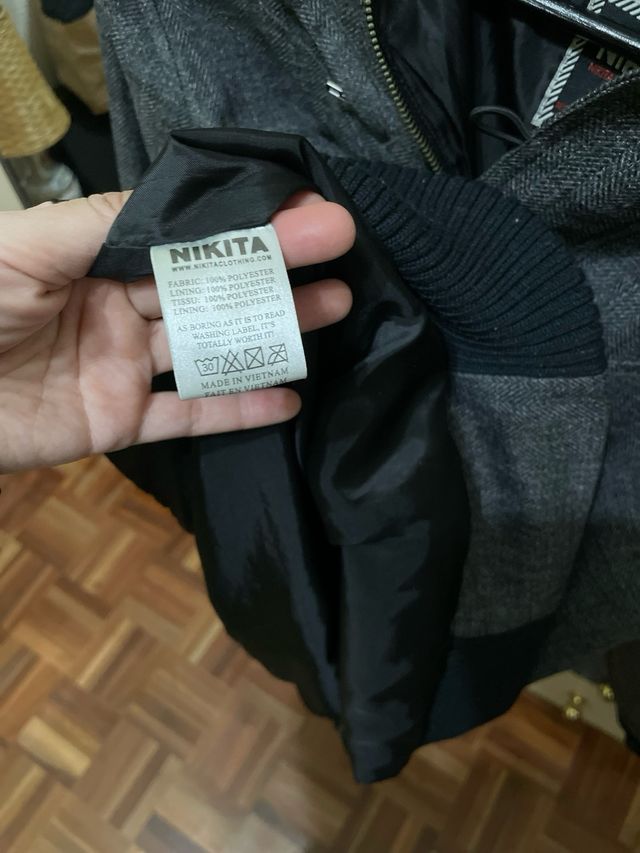 NIKITA
WWW.NIKITACLOTHING.COM
FABRIC: 100% POLYESTER
LINING: 100% POLYESTER
TISSU: 100% POLYESTER
LINING: 100% POLYESTER
AS BORING AS IT IS TO READ
WASHING LABEL, IT'S
TOTALLY WORTH IT!
30
MADE IN VIETNAM
FAIT EN VIETNAM